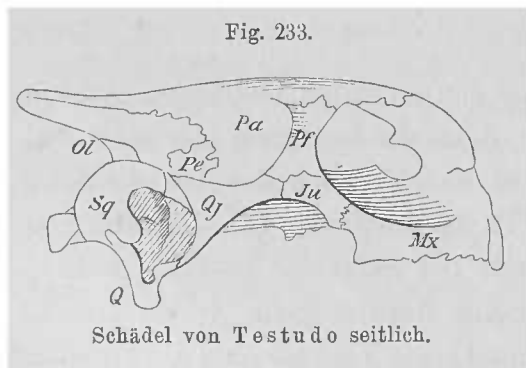 Fig. 233.
Pa
Pf
Ol
Pe
Ju
Sq
QJ
Mx
Q
Schädel von Testudo seitlich.